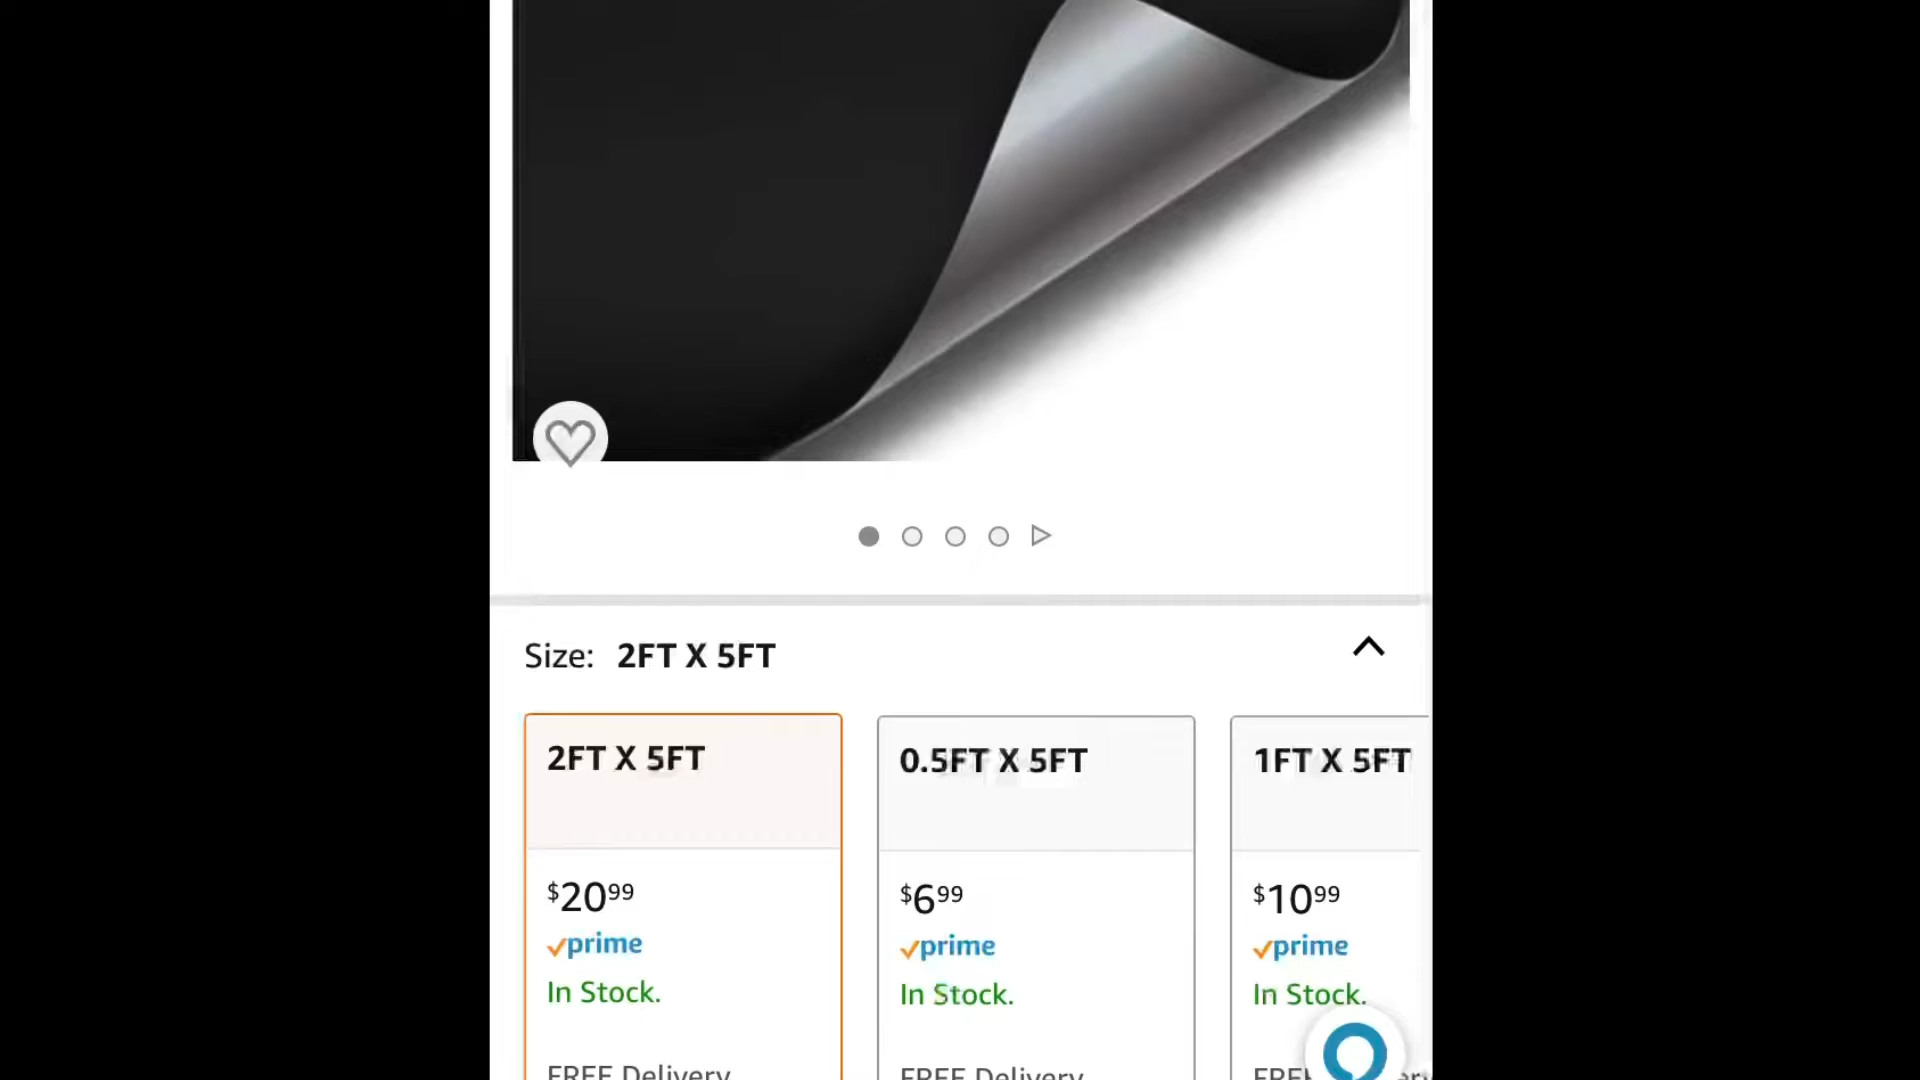 Size: 2FT X 5FT
2FT X 5FT
0.5FT X 5FT
1FT X 5FT
$20.99
$6.99
$10.99
prime
prime
prime
In Stock.
In Stock.
In Stock.
FREE Delivery
FREE Delivery